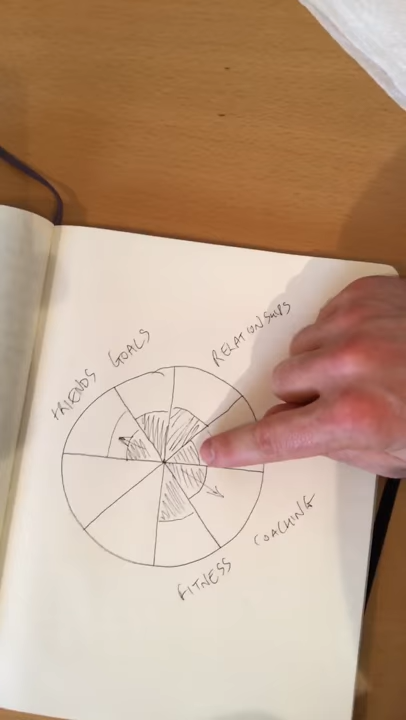 FRIENDS
GOALS
RELATIONSHIPS
COACHING
FITNESS